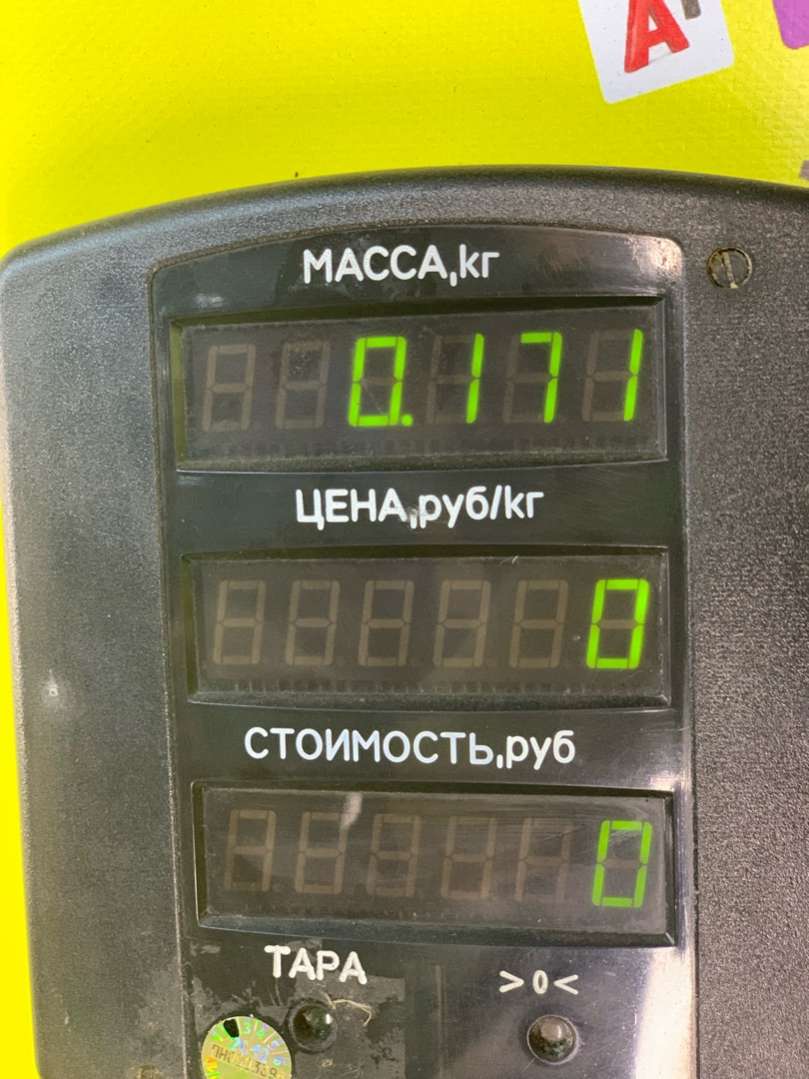 А
МАССА,кг
0.171
ЦЕНА,руб/кг
0
СТОИМОСТЬ,руб
0
ТАРА
>0<